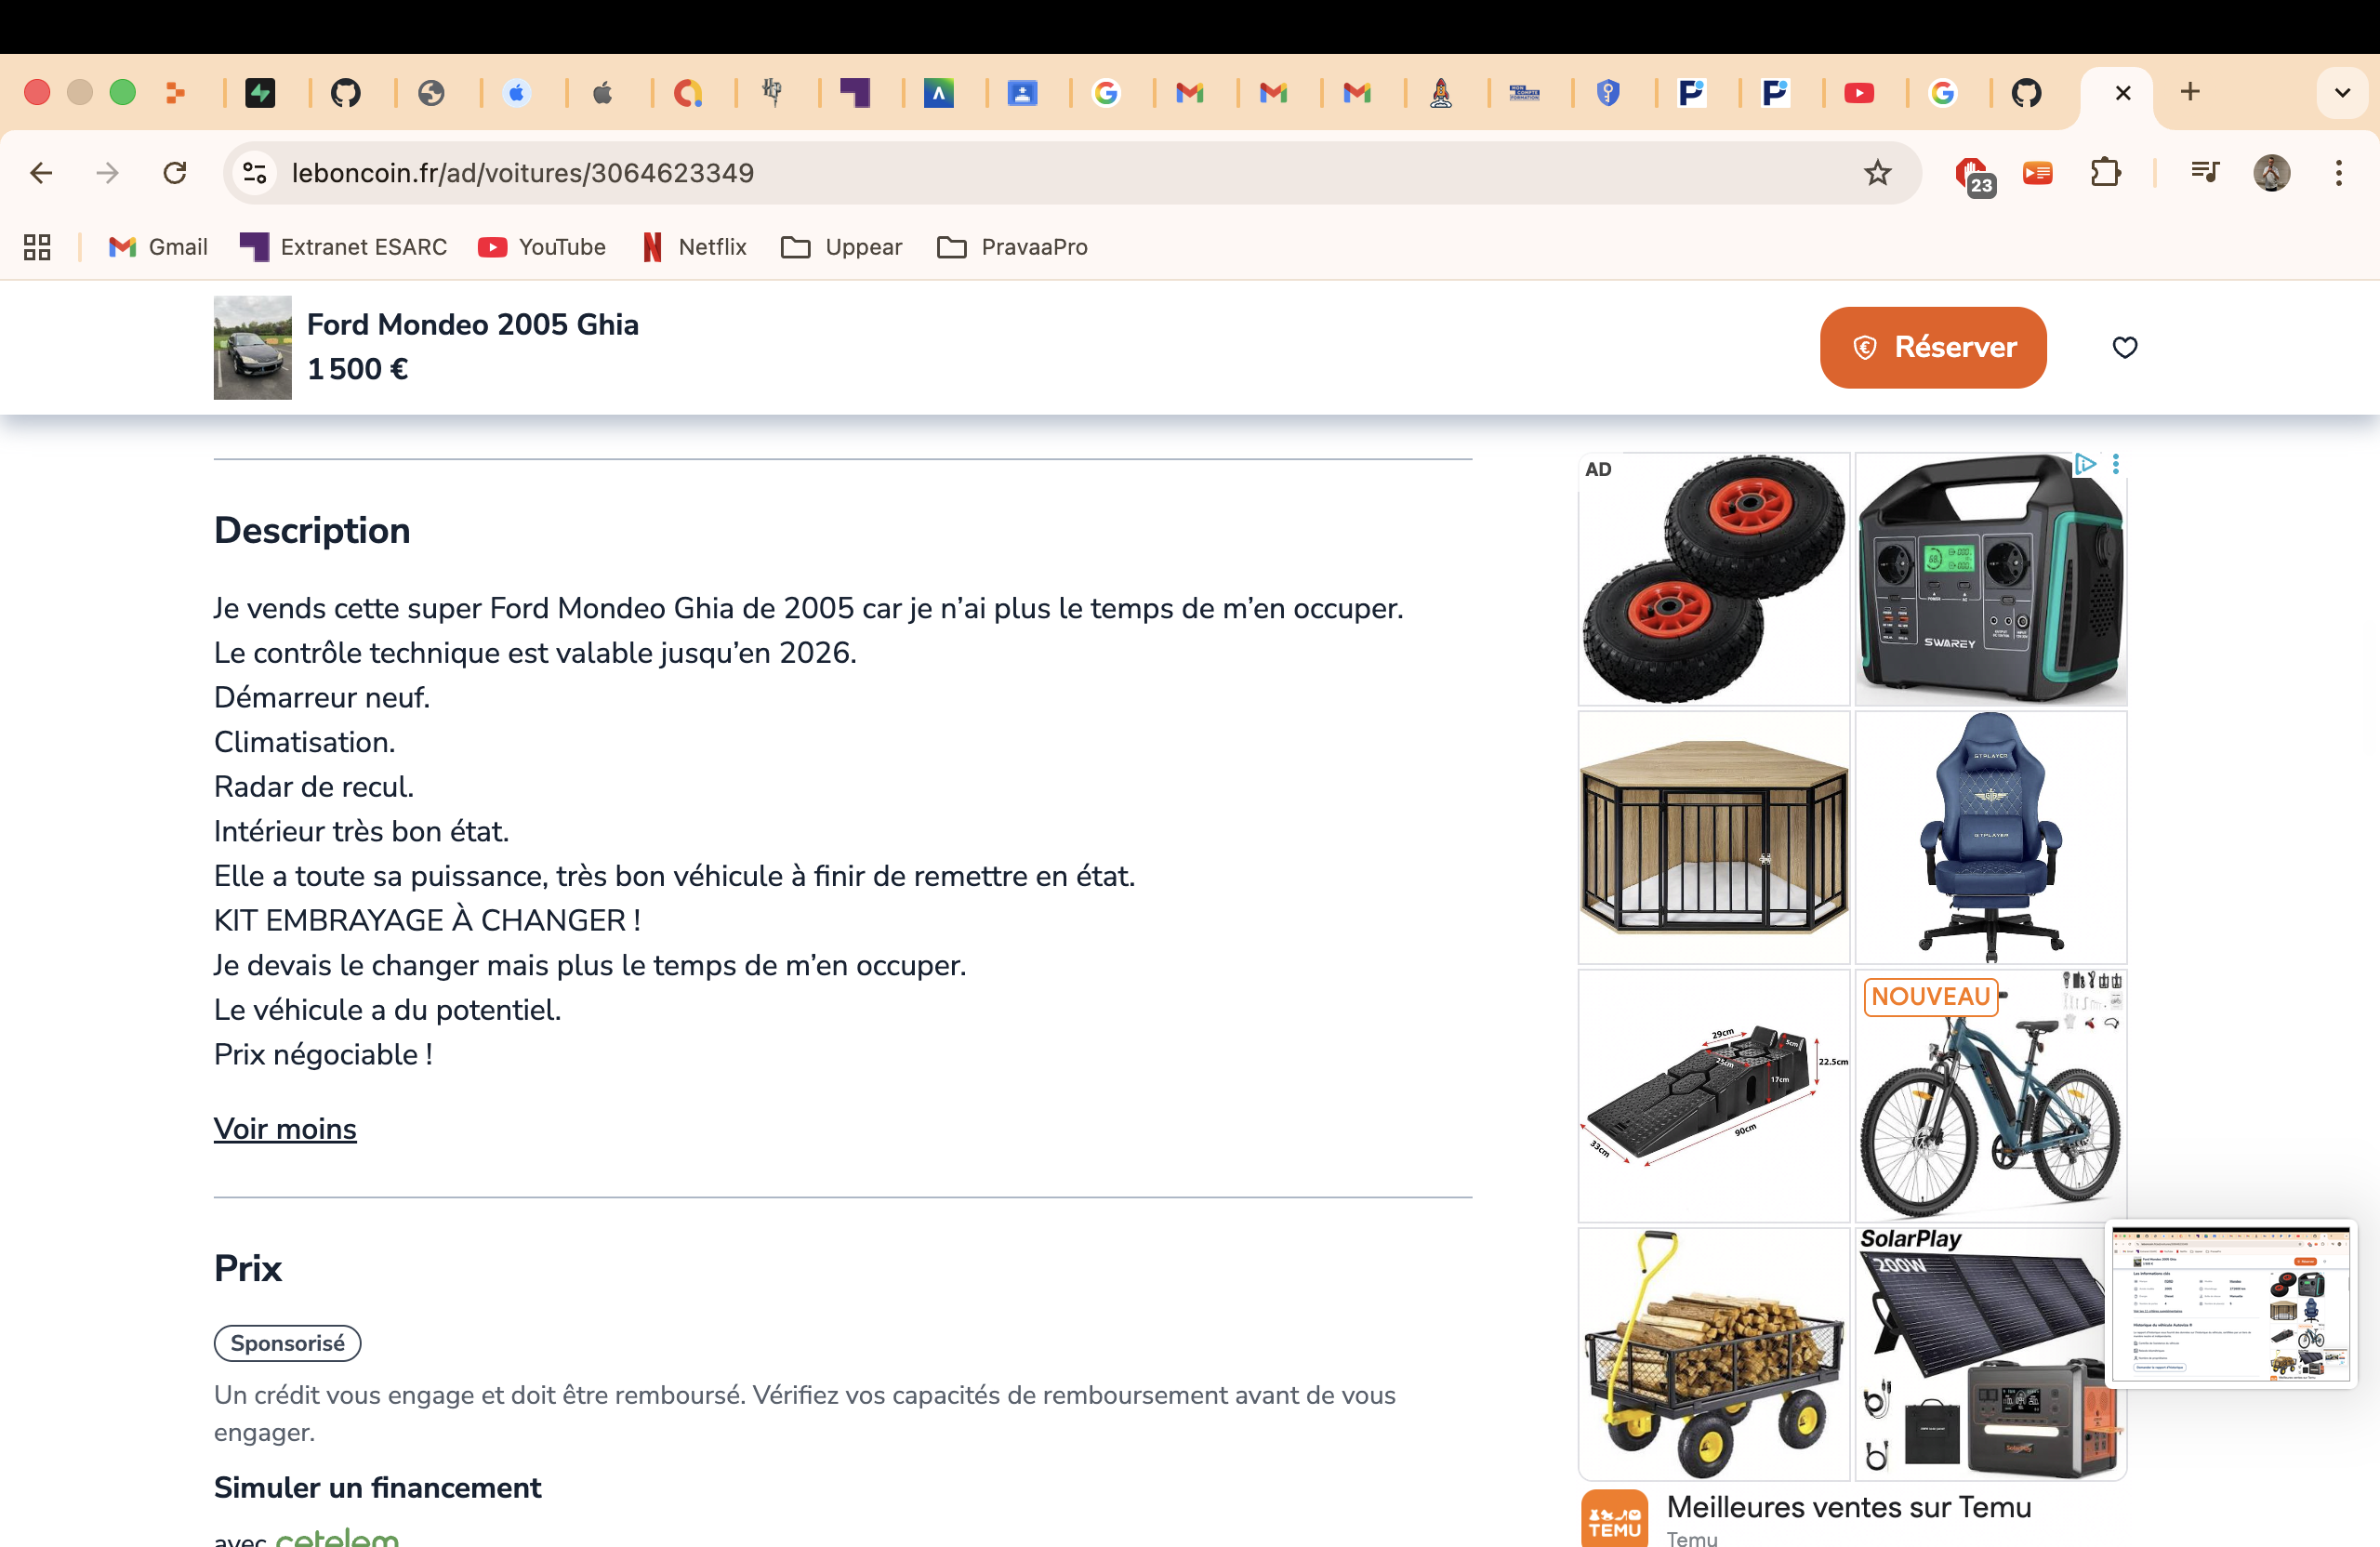 23
leboncoin.fr/ad/voitures/3064623349
Gmail
Extranet ESARC
YouTube
Netflix
Uppear
PravaaPro
Ford Mondeo 2005 Ghia
1 500 €
Réserver
Description
Je vends cette super Ford Mondeo Ghia de 2005 car je n’ai plus le temps de m’en occuper.
Le contrôle technique est valable jusqu’en 2026.
Démarreur neuf.
Climatisation.
Radar de recul.
Intérieur très bon état.
Elle a toute sa puissance, très bon véhicule à finir de remettre en état.
KIT EMBRAYAGE À CHANGER !
Je devais le changer mais plus le temps de m’en occuper.
Le véhicule a du potentiel.
Prix négociable !
Voir moins
Prix
Sponsorisé
Un crédit vous engage et doit être remboursé. Vérifiez vos capacités de remboursement avant de vous
engager.
Simuler un financement
avec cetelem
AD
SWAREY
GTPLAYER
GTPLAYER
29cm
5cm
25cm
17cm
22.5cm
90cm
33cm
NOUVEAU
SolarPlay
200W
TEMU
Meilleures ventes sur Temu
Temu